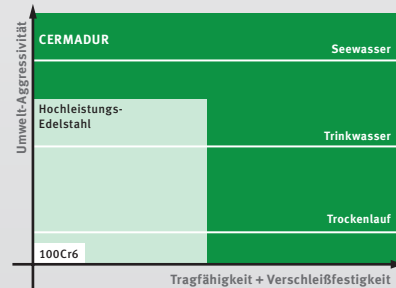 Umwelt-Aggressivität
CERMADUR
Seewasser
Hochleistungs-
Edelstahl
Trinkwasser
Trockenlauf
100Cr6
Tragfähigkeit + Verschleißfestigkeit